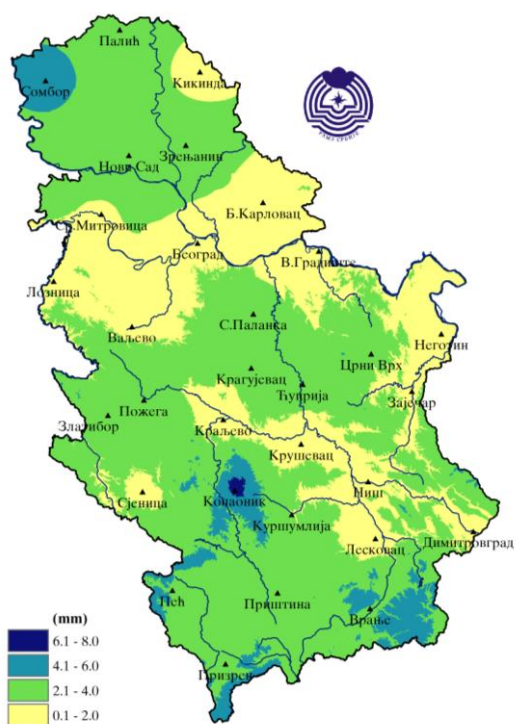 Палић
Кикинда
Сомбор
Зрењанин
Нови Сад
Б.Карловац
Ср.Митровица
Београд
В.Градиште
Лозница
С.Паланка
Ваљево
Неготин
Црни Врх
Крагујевац
Ћуприја
Зајечар
Пожега
Златибор
Краљево
Крушевац
Ниш
Сјеница
Копаоник
Куршумлија
Димитровград
Лесковац
Пећ
Приштина
Врање
Призрен
(mm)
6.1 - 8.0
4.1 - 6.0
2.1 - 4.0
0.1 - 2.0